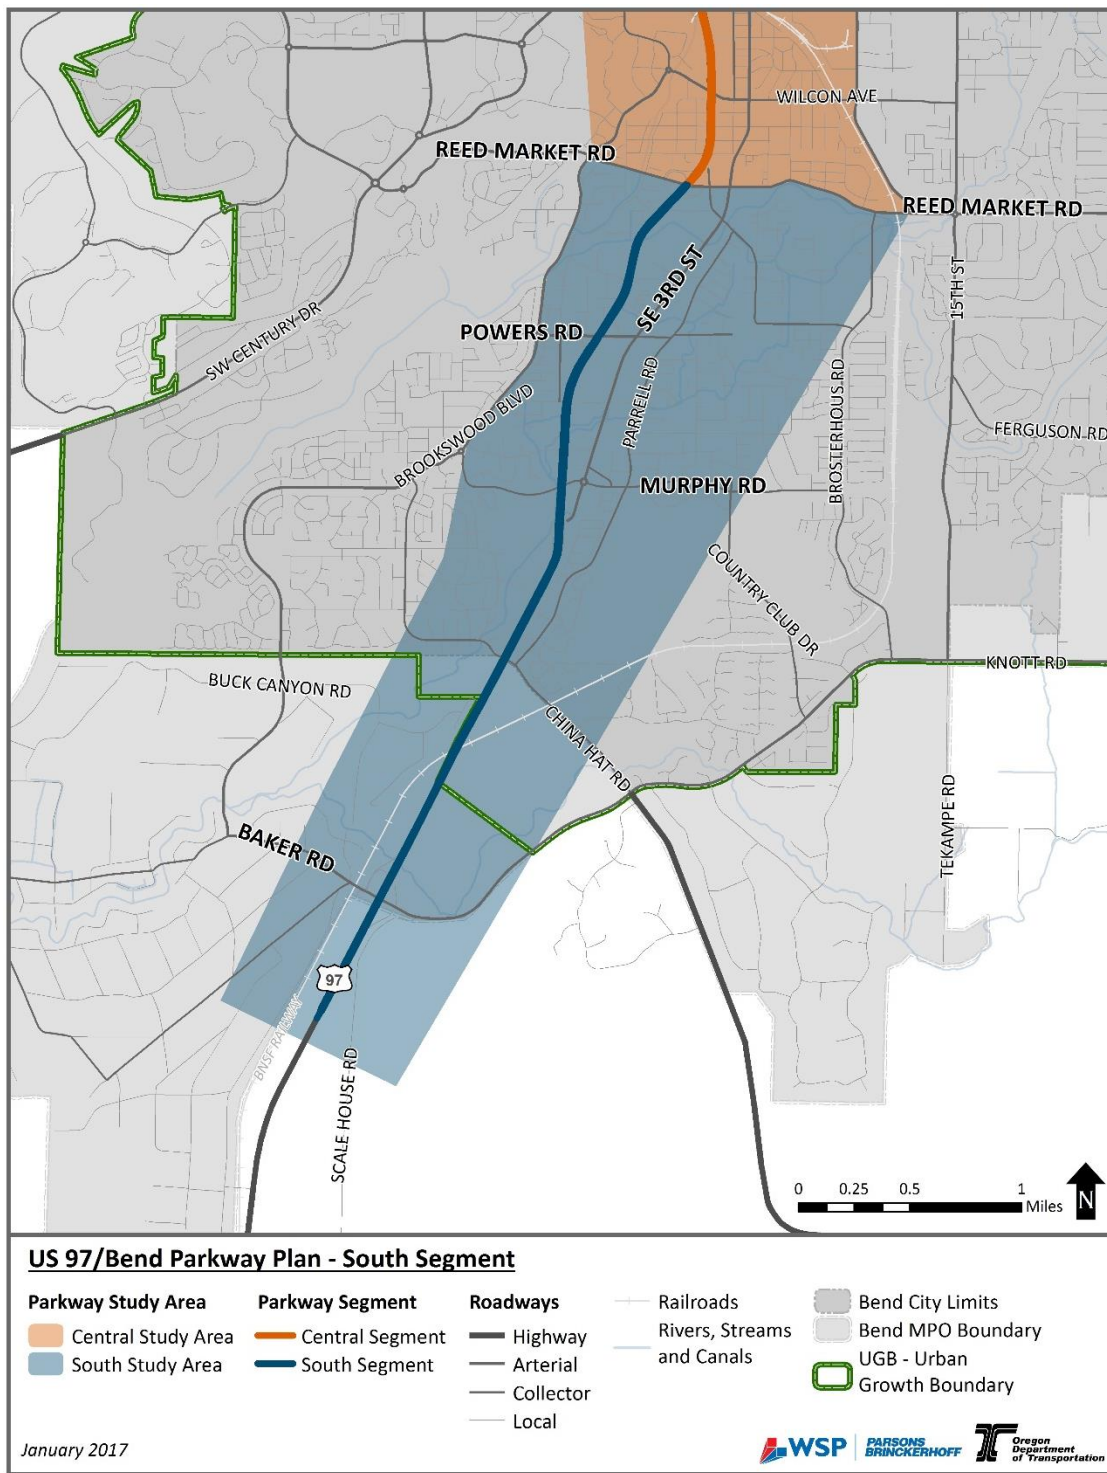 WILCON AVE
REED MARKET RD
REED MARKET RD
15TH ST
SE 3RD ST
SW CENTURY DR
POWERS RD
PARRELL RD
BROSTERHOUS RD
BROOKSWOOD BLVD
FERGUSON RD
MURPHY RD
COUNTRY CLUB DR
KNOTT RD
BUCK CANYON RD
CHINA HAT RD
TEKAMPE RD
BAKER RD
97
BNSF RAILWAY
SCALE HOUSE RD
0 0.25 0.5 1
Miles
N
US 97/Bend Parkway Plan - South Segment
Parkway Study Area
Central Study Area
South Study Area
Parkway Segment
Central Segment
South Segment
Roadways
Highway
Arterial
Collector
Local
Railroads
Rivers, Streams
and Canals
Bend City Limits
Bend MPO Boundary
UGB - Urban
Growth Boundary
January 2017
WSP
PARSONS
BRINCKERHOFF
Oregon
Department
of Transportation